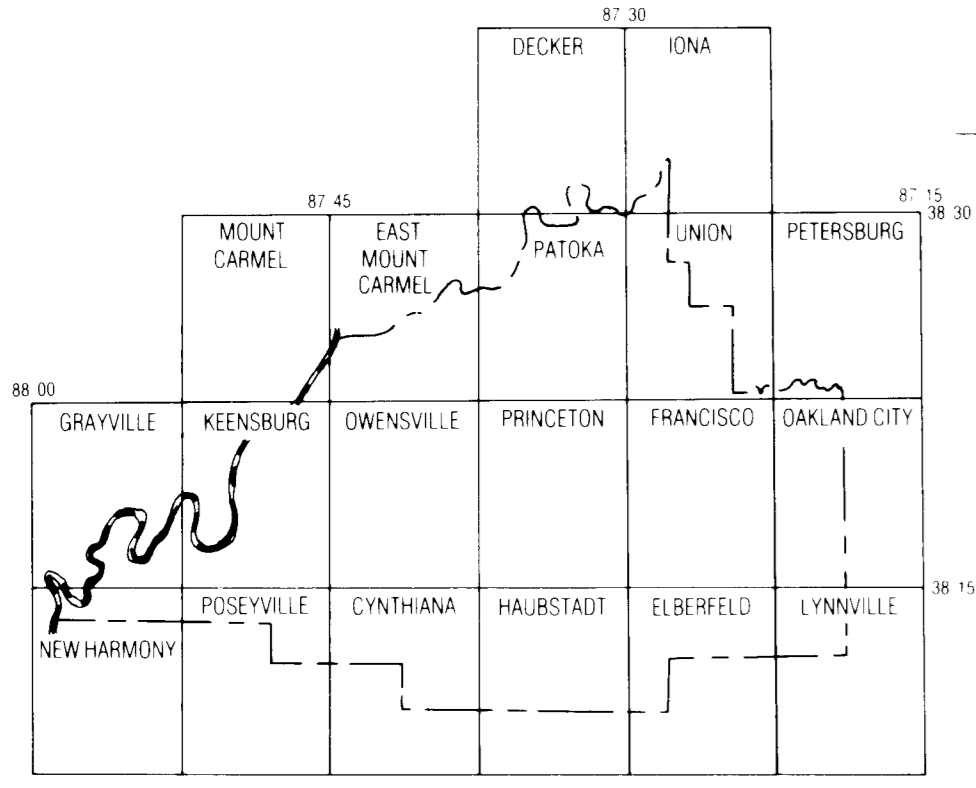 87 30
DECKER
IONA
87 45
87 15
38 30
MOUNT
CARMEL
EAST
MOUNT
CARMEL
PATOKA
UNION
PETERSBURG
88 00
GRAYVILLE
KEENSBURG
OWENSVILLE
PRINCETON
FRANCISCO
OAKLAND CITY
38 15
POSEYVILLE
CYNTHIANA
HAUBSTADT
ELBERFELD
LYNNVILLE
NEW HARMONY